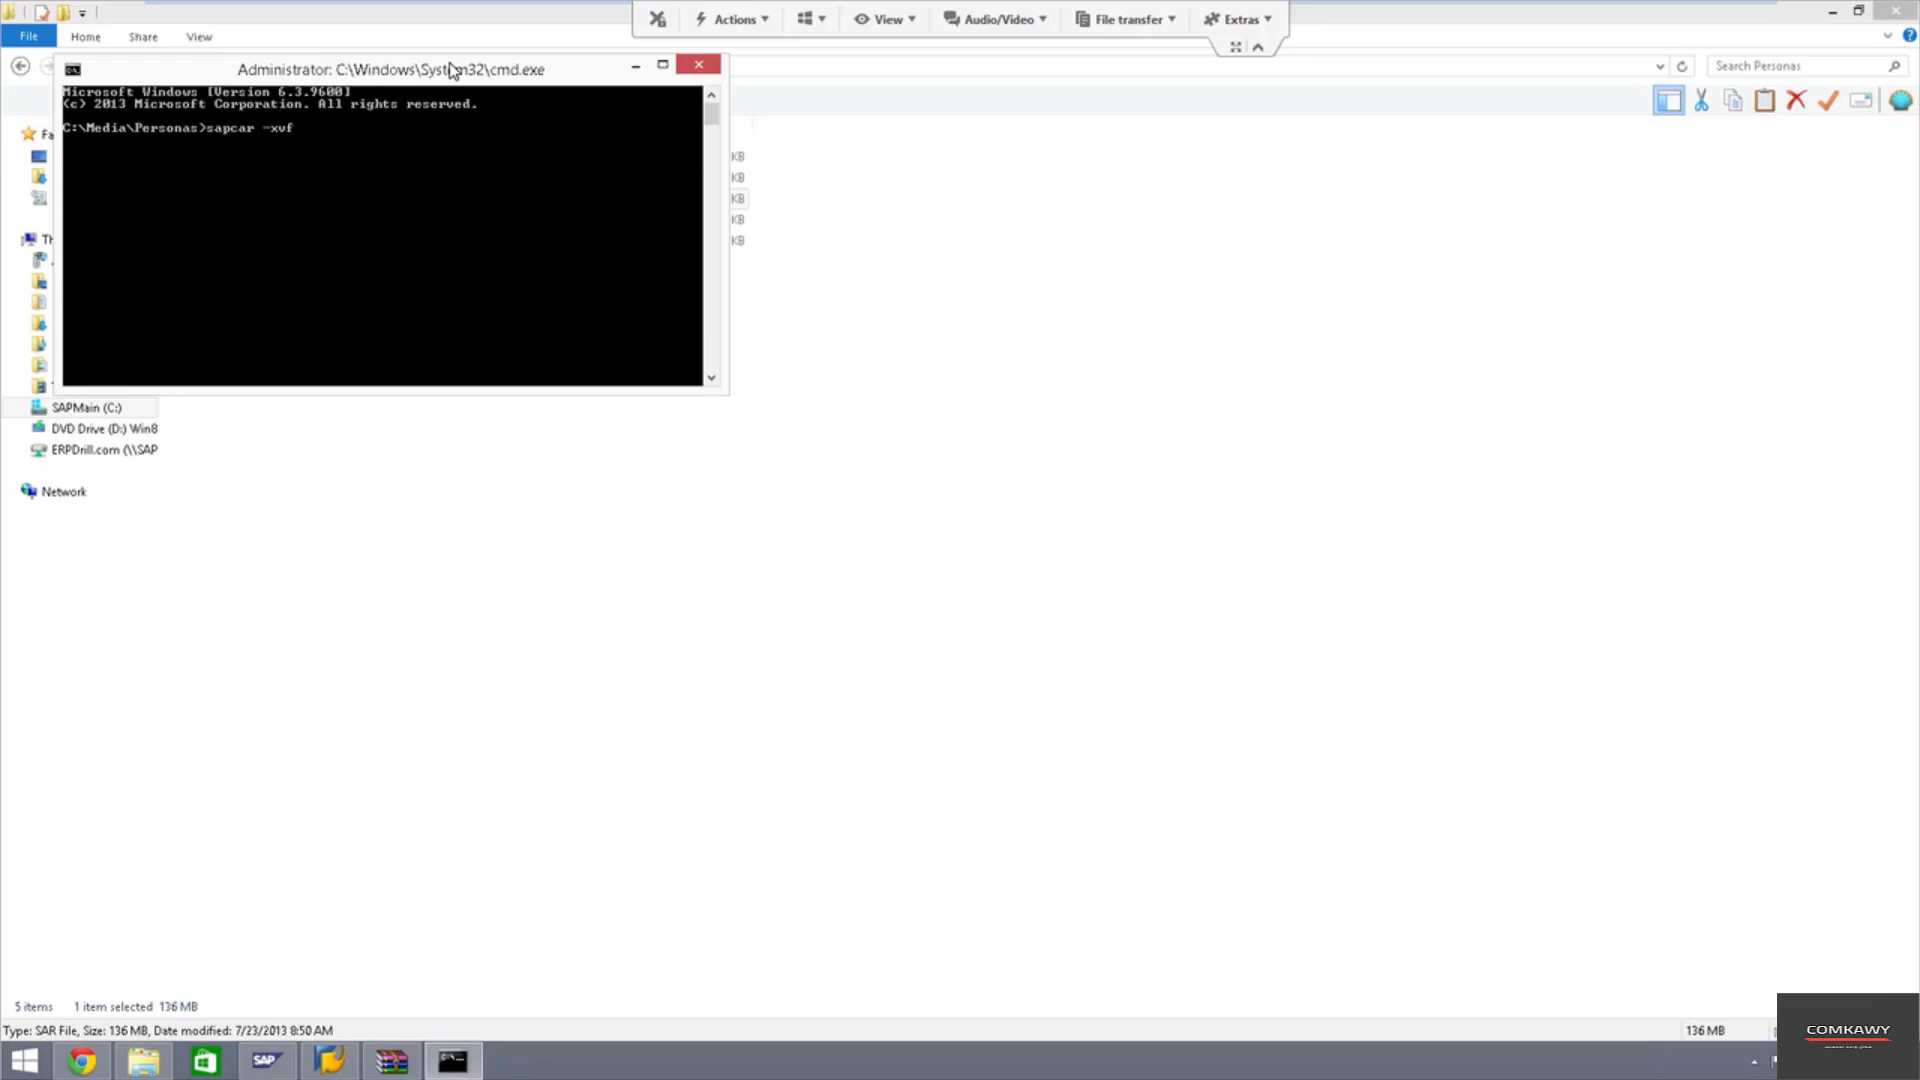 Actions
View
Audio/Video
File transfer
Extras
File
Home
Share
View
Administrator: C:\Windows\System32\cmd.exe
Search Personas
Microsoft Windows [Version 6.3.9600]
(c) 2013 Microsoft Corporation. All rights reserved.
C:\Media\Personas>sapcar -xvf
Fa
KB
KB
KB
KB
KB
Th
SAPMain (C:)
DVD Drive (D:) Win8
ERPDrill.com (\\SAP
Network
5 items
1 item selected 136 MB
Type: SAR File, Size: 136 MB, Date modified: 7/23/2013 8:50 AM
136 MB
COMKAWY
SAP